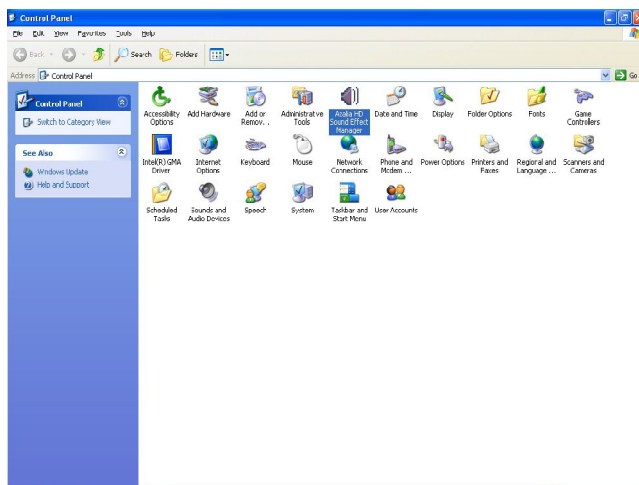 Control Panel
File Edit View Favorites Tools Help
Back Search Folders
Address Control Panel Go
Control Panel
Switch to Category View
See Also
Windows Update
Help and Support
Accessibility Options
Add Hardware
Add or Remov...
Administrative Tools
Azalia HD Sound Effect Manager
Date and Time
Display
Folder Options
Fonts
Game Controllers
Intel(R) GMA Driver
Internet Options
Keyboard
Mouse
Network Connections
Phone and Modem ...
Power Options
Printers and Faxes
Regional and Language ...
Scanners and Cameras
Scheduled Tasks
Sounds and Audio Devices
Speech
System
Taskbar and Start Menu
User Accounts